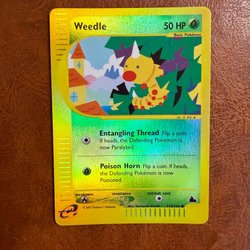 Weedle 50 HP
Basic Pokémon
Entangling Thread Flip a coin.
If heads, the Defending Pokémon is
now Paralyzed.
Poison Horn Flip a coin. If heads,
the Defending Pokémon is now
Poisoned.
weakness resistance retreat cost
e